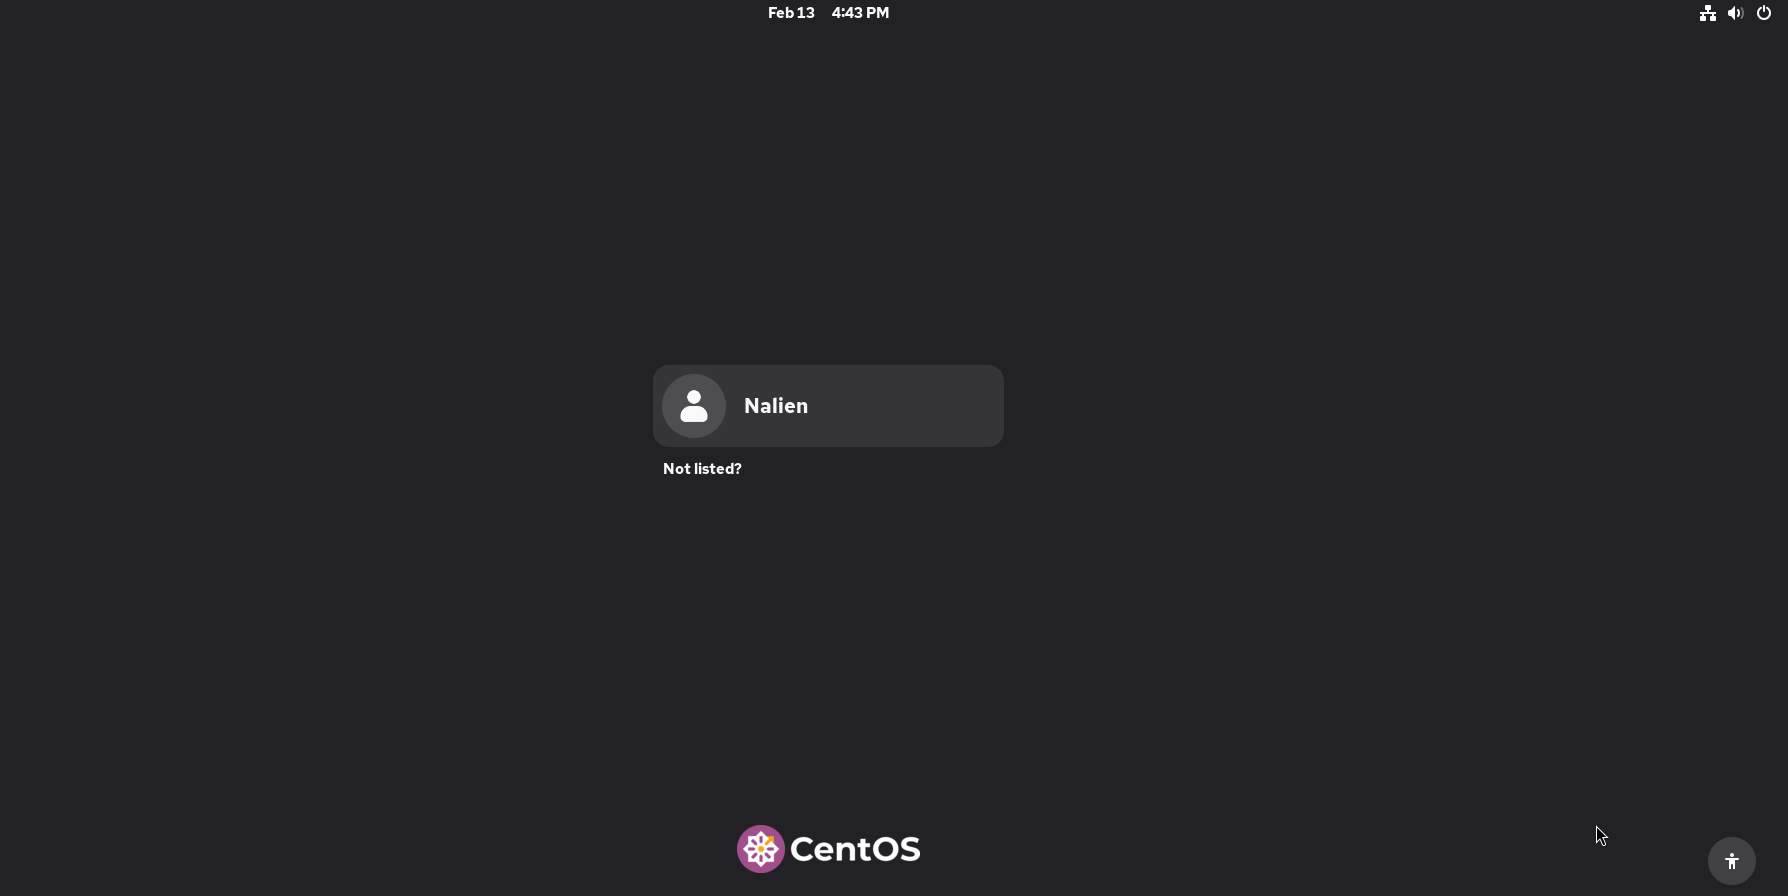 Feb 13 4:43 PM
Nalien
Not listed?
CentOS